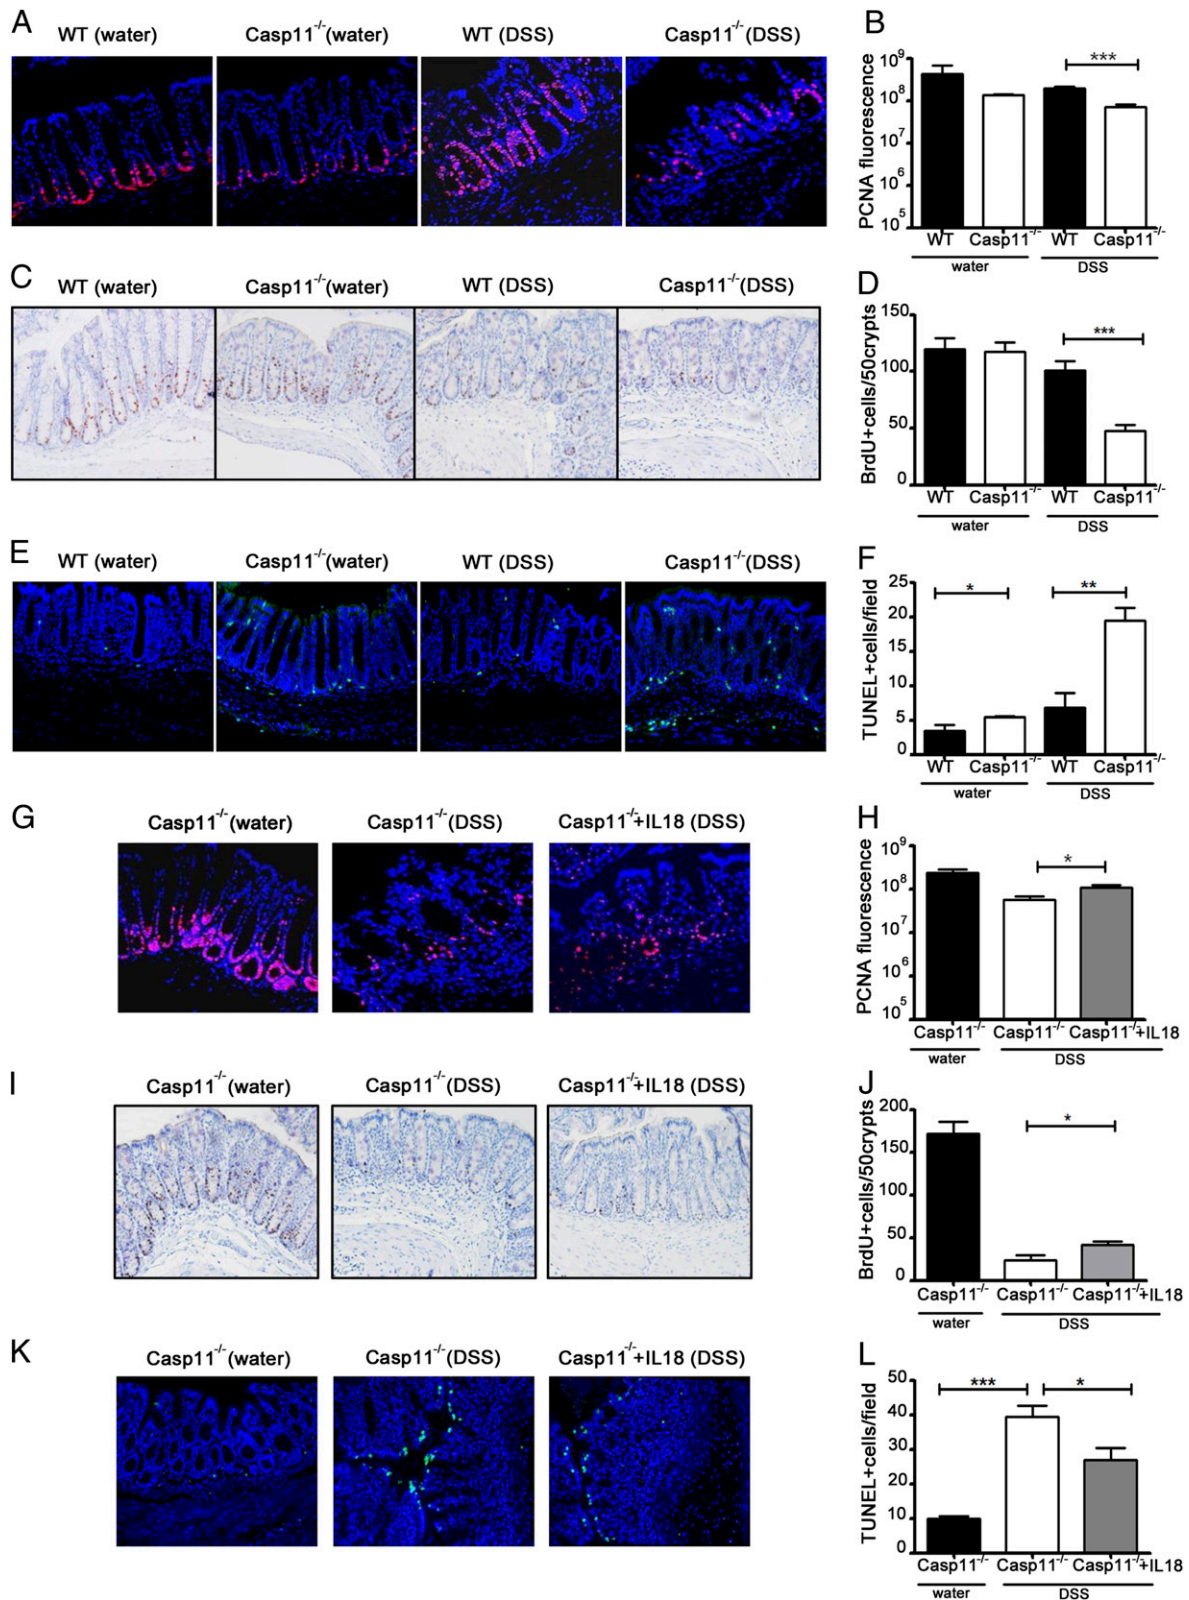 A
WT (water)
Casp11-/-(water)
WT (DSS)
Casp11-/-(DSS)
B
PCNA fluorescence
10^9
10^8
10^7
10^6
10^5
***
WT
Casp11-/-
WT
Casp11-/-
water
DSS
C
WT (water)
Casp11-/-(water)
WT (DSS)
Casp11-/-(DSS)
D
BrdU+cells/50crypts
150
100
50
0
***
WT
Casp11-/-
WT
Casp11-/-
water
DSS
E
WT (water)
Casp11-/-(water)
WT (DSS)
Casp11-/-(DSS)
F
TUNEL+cells/field
25
20
15
10
5
0
*
**
WT
Casp11-/-
WT
Casp11-/-
water
DSS
G
Casp11-/-(water)
Casp11-/-(DSS)
Casp11-/-+IL18 (DSS)
H
PCNA fluorescence
10^9
10^8
10^7
10^6
10^5
*
Casp11-/-
Casp11-/-
Casp11-/-+IL18
water
DSS
I
Casp11-/-(water)
Casp11-/-(DSS)
Casp11-/-+IL18 (DSS)
J
BrdU+cells/50crypts
200
150
100
50
0
*
Casp11-/-
Casp11-/-
Casp11-/-+IL18
water
DSS
K
Casp11-/-(water)
Casp11-/-(DSS)
Casp11-/-+IL18 (DSS)
L
TUNEL+cells/field
50
40
30
20
10
0
***
*
Casp11-/-
Casp11-/-
Casp11-/-+IL18
water
DSS